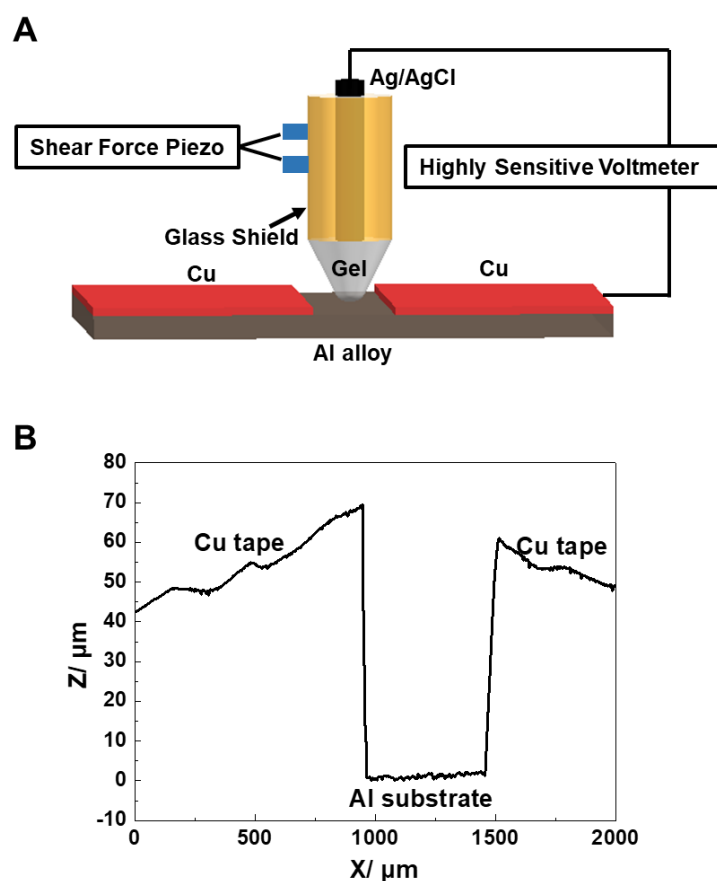 A
Ag/AgCl
Shear Force Piezo
Highly Sensitive Voltmeter
Glass Shield
Gel
Cu
Cu
Al alloy
B
80
70
60
50
40
30
20
10
0
-10
Z/ μm
Cu tape
Cu tape
Al substrate
0
500
1000
1500
2000
X/ μm